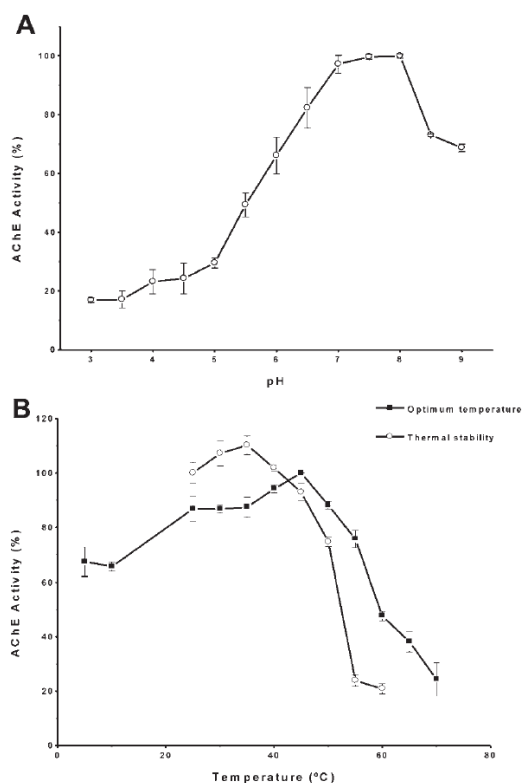 A
100
80
60
40
20
0
AChE Activity (%)
3 4 5 6 7 8 9
pH
B
Optimum temperature
Thermal stability
120
100
80
60
40
20
0
AChE Activity (%)
0 20 40 60 80
Temperature (ºC)